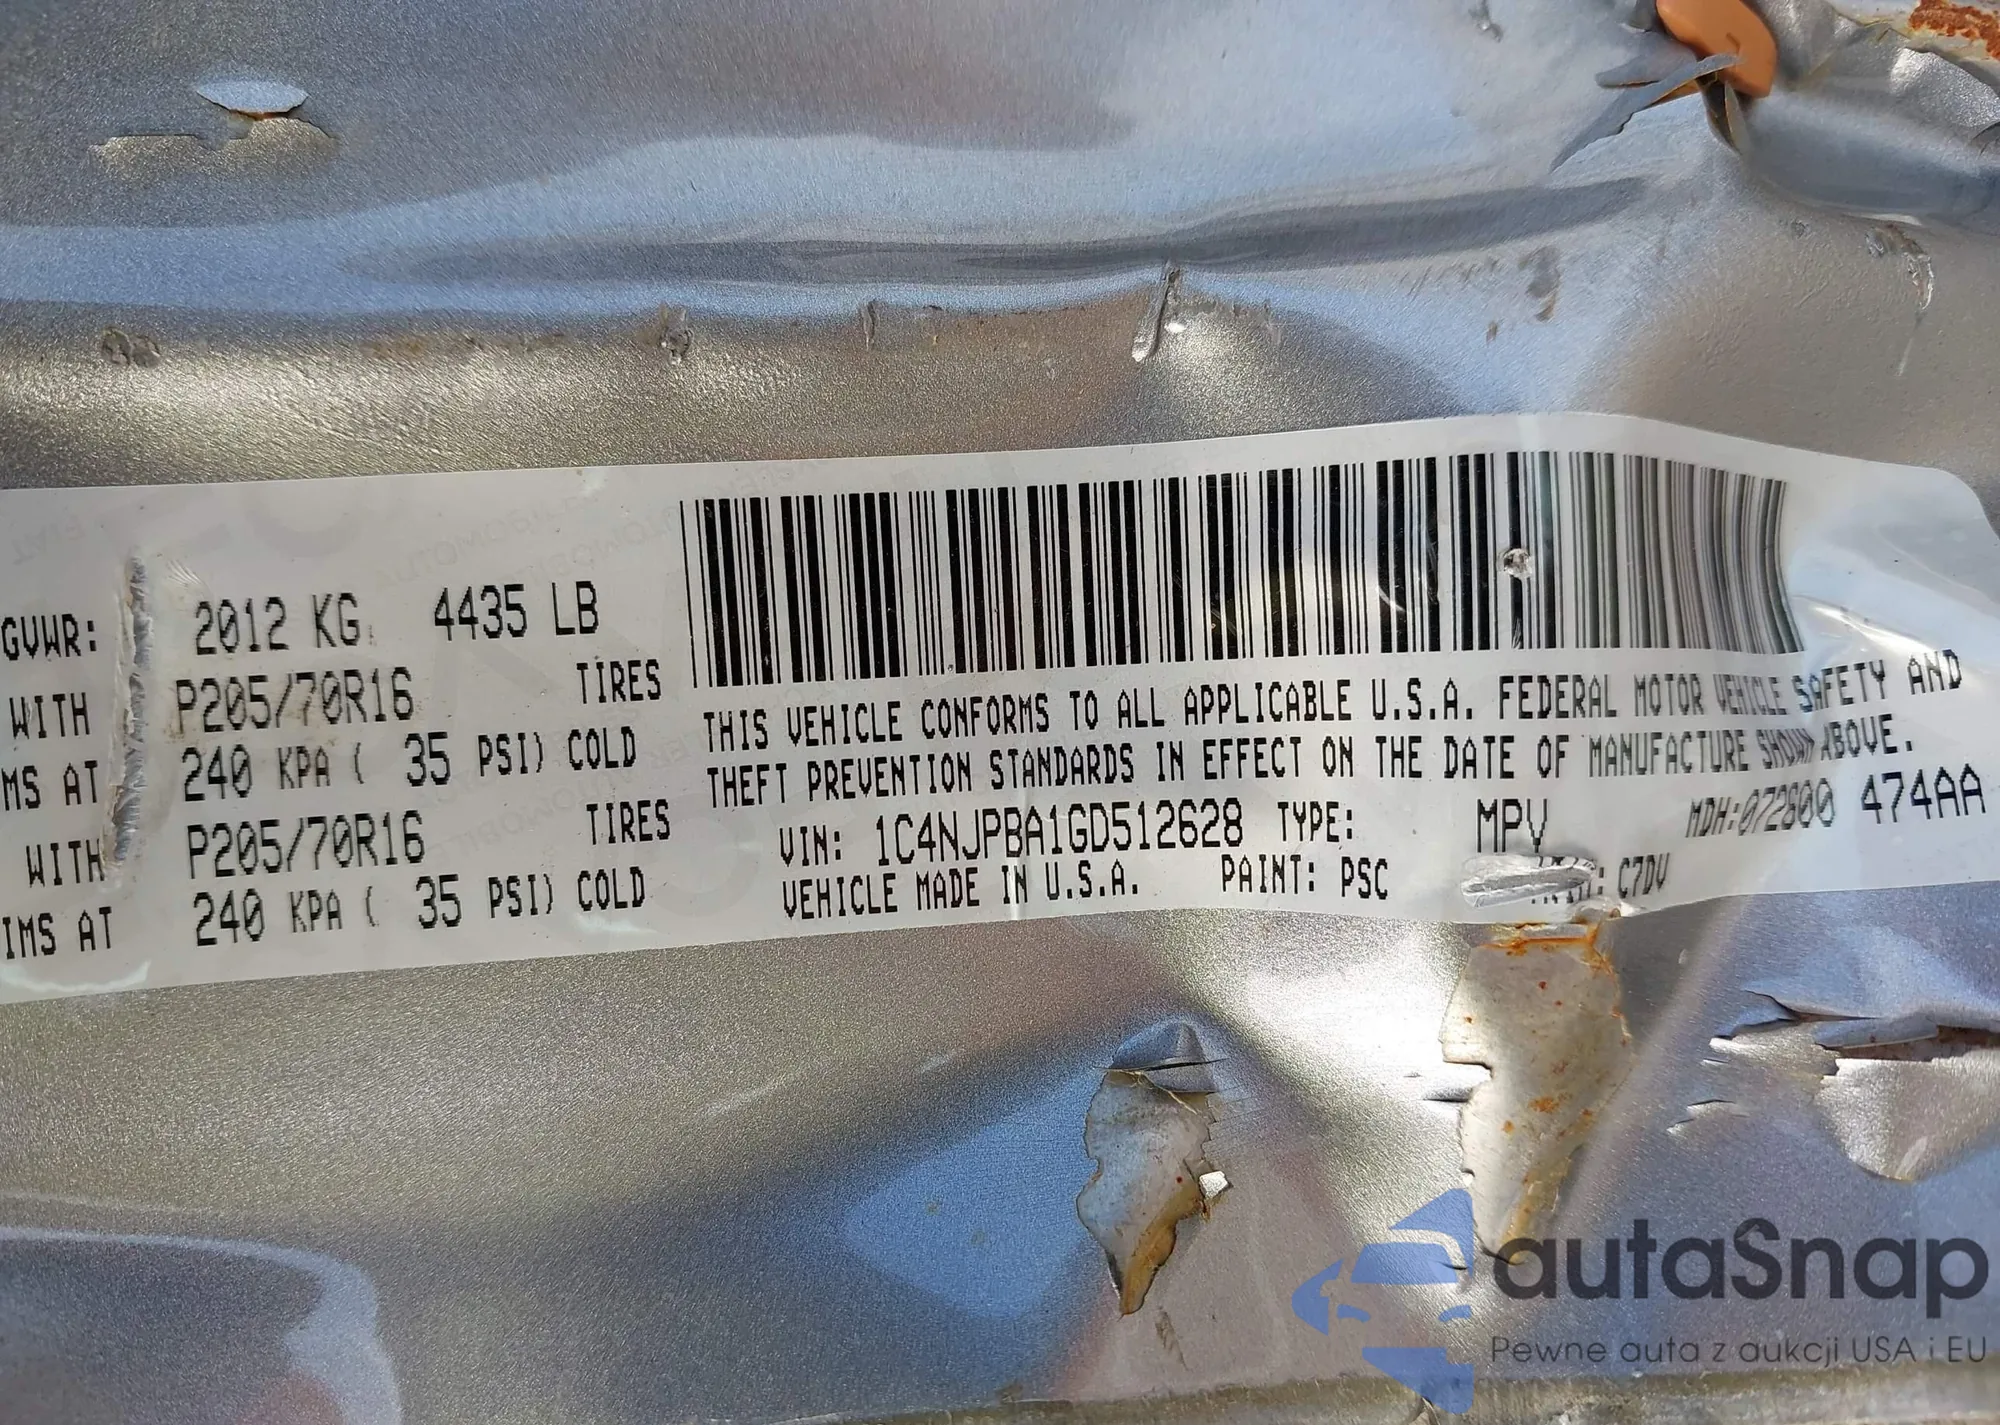 GVWR: 2012 KG 4435 LB
WITH P205/70R16 TIRES
MS AT 240 KPA ( 35 PSI) COLD
WITH P205/70R16 TIRES
IMS AT 240 KPA ( 35 PSI) COLD
THIS VEHICLE CONFORMS TO ALL APPLICABLE U.S.A. FEDERAL MOTOR VEHICLE SAFETY AND
THEFT PREVENTION STANDARDS IN EFFECT ON THE DATE OF MANUFACTURE SHOWN ABOVE.
VIN: 1C4NJPBA1GD512628 TYPE: MPV MDH:072600 474AA
VEHICLE MADE IN U.S.A. PAINT: PSC C7DV
autaSnap
Pewne auta z aukcji USA i EU